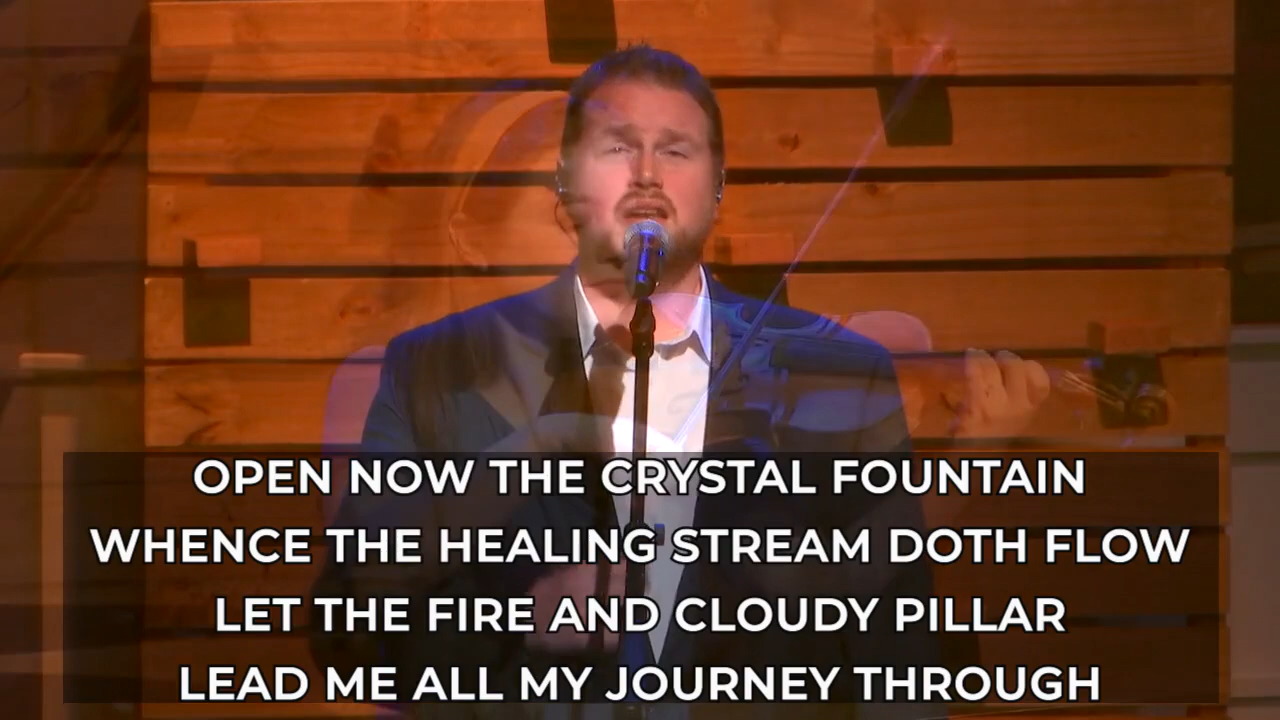 OPEN NOW THE CRYSTAL FOUNTAIN
WHENCE THE HEALING STREAM DOTH FLOW
LET THE FIRE AND CLOUDY PILLAR
LEAD ME ALL MY JOURNEY THROUGH